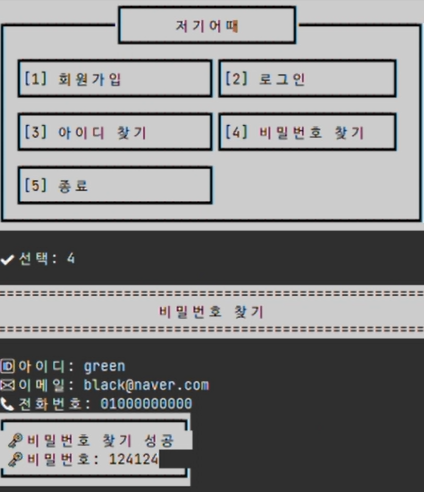 저기어때
[1] 회원가입 [2] 로그인
[3] 아이디 찾기 [4] 비밀번호 찾기
[5] 종료
✔선택: 4
비밀번호 찾기
🆔아이디: green
✉이메일: black@naver.com
📞전화번호: 01000000000
🔑비밀번호 찾기 성공
🔑비밀번호: 124124